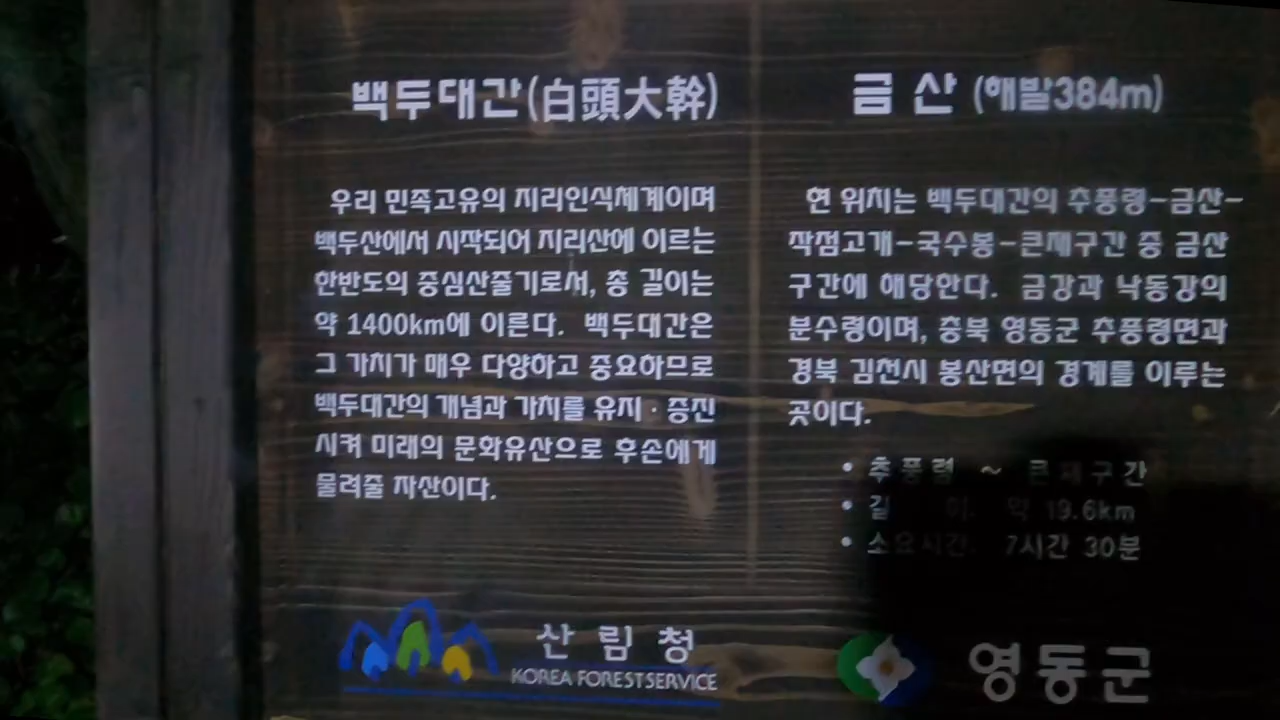 백두대간(白頭大幹)
우리 민족고유의 지리인식체계이며
백두산에서 시작되어 지리산에 이르는
한반도의 중심산줄기로서, 총 길이는
약 1400km에 이른다. 백두대간은
그 가치가 매우 다양하고 중요하므로
백두대간의 개념과 가치를 유지·증진
시켜 미래의 문화유산으로 후손에게
물려줄 자산이다.
산림청
KOREA FOREST SERVICE
금산 (해발384m)
현 위치는 백두대간의 추풍령-금산-
작점고개-국수봉-큰재구간 중 금산
구간에 해당한다. 금강과 낙동강의
분수령이며, 충북 영동군 추풍령면과
경북 김천시 봉산면의 경계를 이루는
곳이다.
• 추풍령 ~ 큰재구간
• 길 이. 약 19.6km
• 소요시간. 7시간 30분
영동군